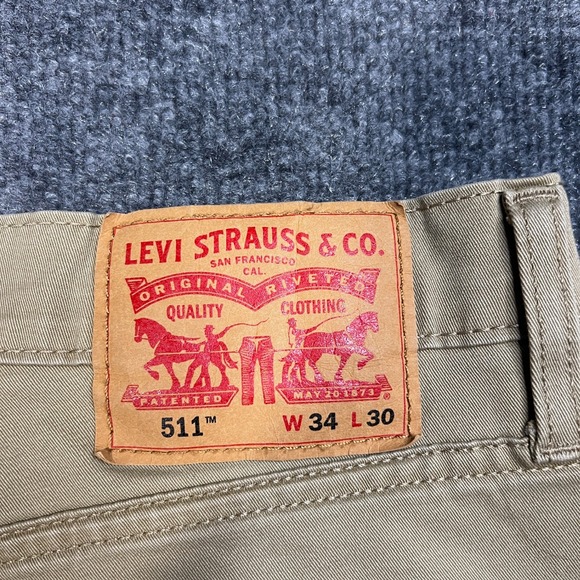 LEVI STRAUSS & CO.
SAN FRANCISCO
CAL.
ORIGINAL RIVETED
QUALITY CLOTHING
PATENTED MAY 20 1873 ®
511™ W 34 L 30